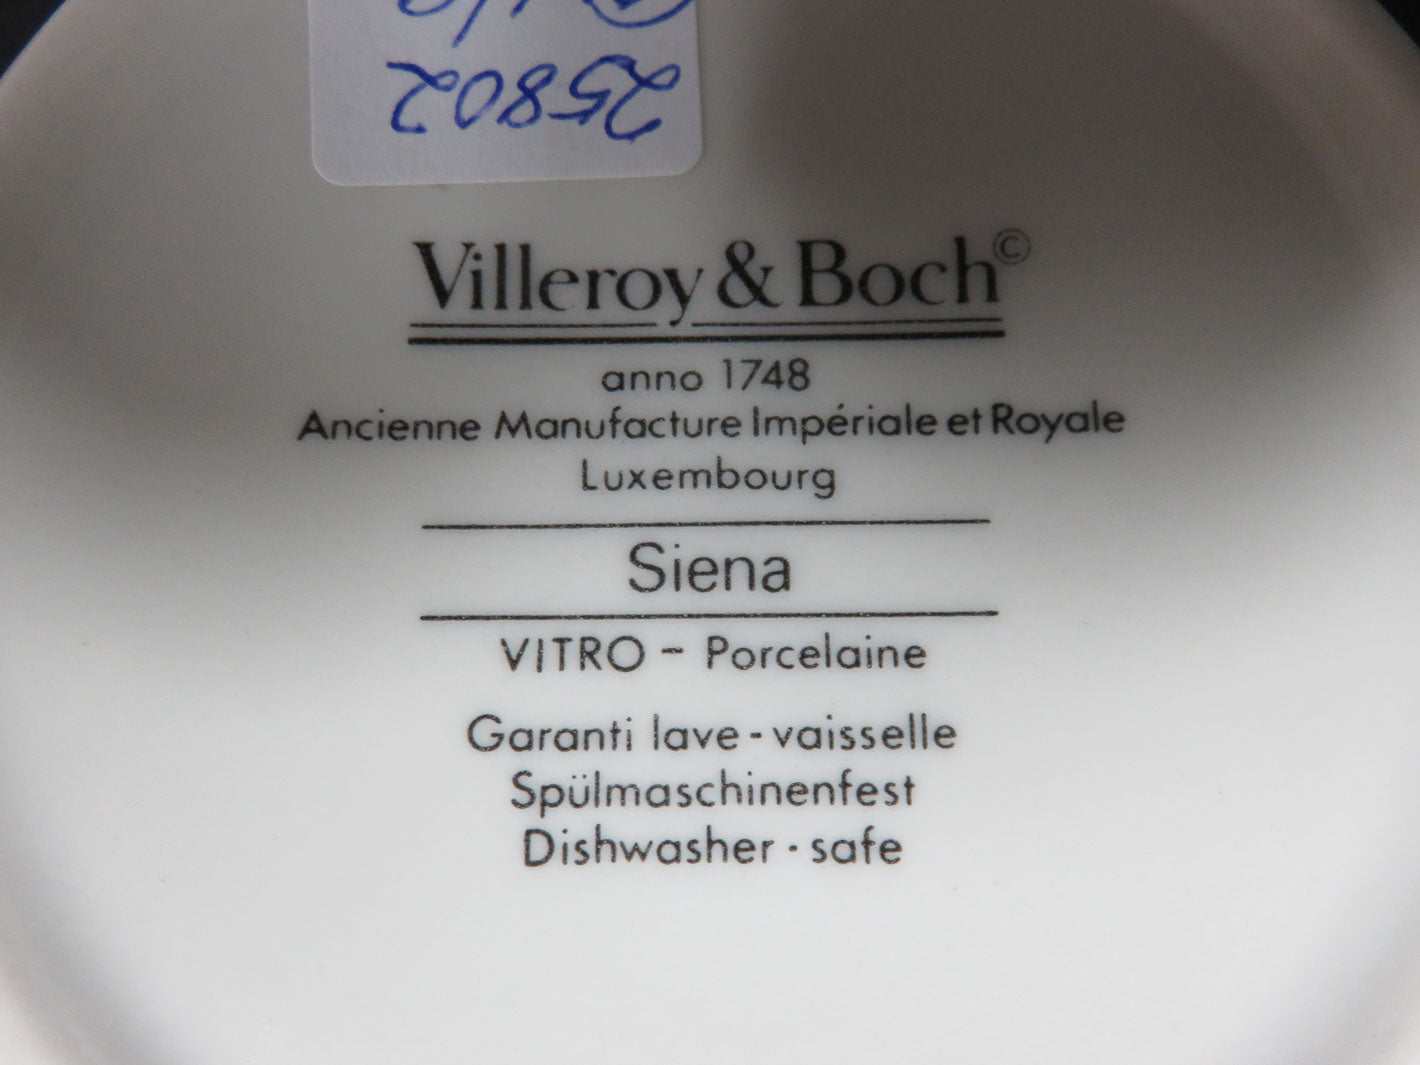 25802
Villeroy & Boch©
anno 1748
Ancienne Manufacture Impériale et Royale
Luxembourg
Siena
VITRO - Porcelaine
Garanti lave-vaisselle
Spülmaschinenfest
Dishwasher·safe